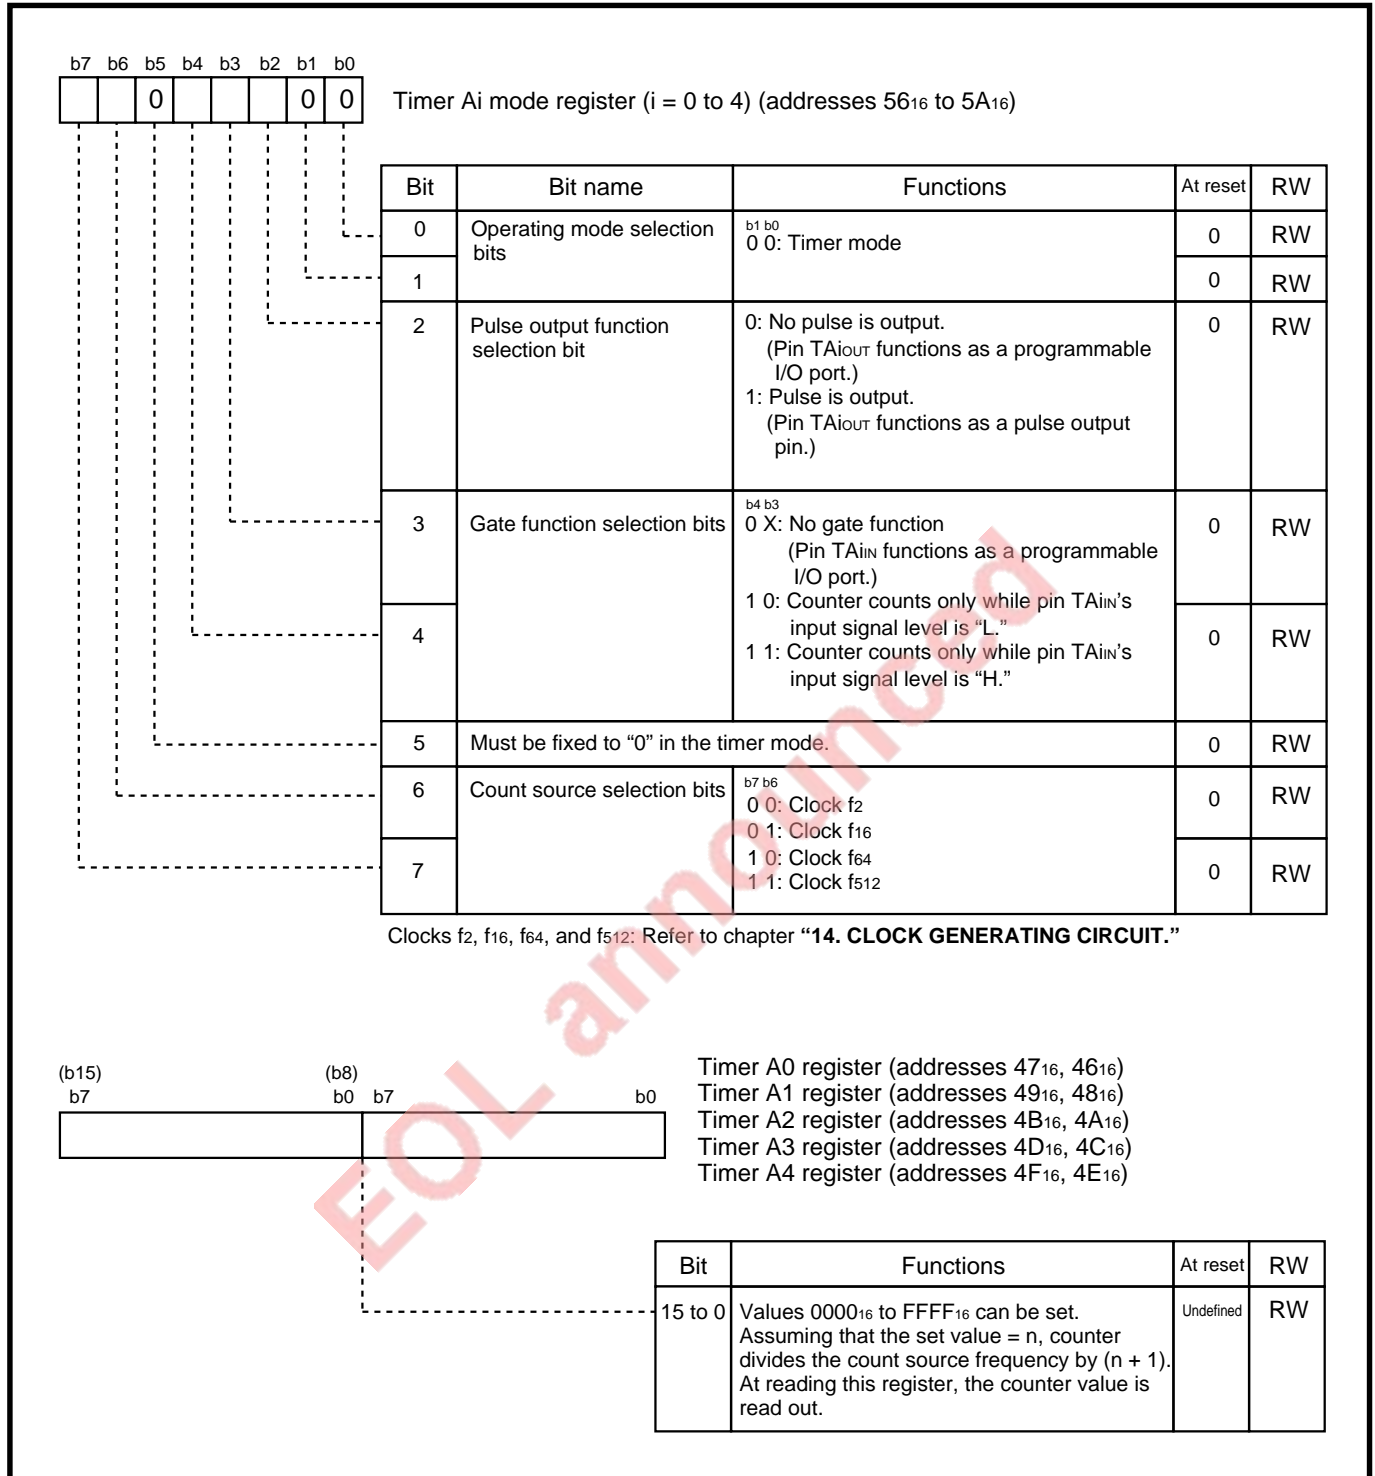 b7 b6 b5 b4 b3 b2 b1 b0
0 0 0
Timer Ai mode register (i = 0 to 4) (addresses 5616 to 5A16)
Bit Bit name Functions At reset RW
0 Operating mode selection bits b1 b0 0 RW
0 0: Timer mode
1 0 RW
2 Pulse output function selection bit 0: No pulse is output. 0 RW
(Pin TAiOUT functions as a programmable
I/O port.)
1: Pulse is output.
(Pin TAiOUT functions as a pulse output
pin.)
3 Gate function selection bits b4 b3 0 RW
0 X: No gate function
(Pin TAiIN functions as a programmable
I/O port.)
1 0: Counter counts only while pin TAiIN’s
input signal level is “L.”
4 0 RW
1 1: Counter counts only while pin TAiIN’s
input signal level is “H.”
5 Must be fixed to “0” in the timer mode. 0 RW
6 Count source selection bits b7 b6 0 RW
0 0: Clock f2
0 1: Clock f16
1 0: Clock f64
7 1 1: Clock f512 0 RW
Clocks f2, f16, f64, and f512: Refer to chapter “14. CLOCK GENERATING CIRCUIT.”
EOL announced
(b15) (b8)
b7 b0 b7 b0
Timer A0 register (addresses 4716, 4616)
Timer A1 register (addresses 4916, 4816)
Timer A2 register (addresses 4B16, 4A16)
Timer A3 register (addresses 4D16, 4C16)
Timer A4 register (addresses 4F16, 4E16)
Bit Functions At reset RW
15 to 0 Values 000016 to FFFF16 can be set. Undefined RW
Assuming that the set value = n, counter
divides the count source frequency by (n + 1).
At reading this register, the counter value is
read out.